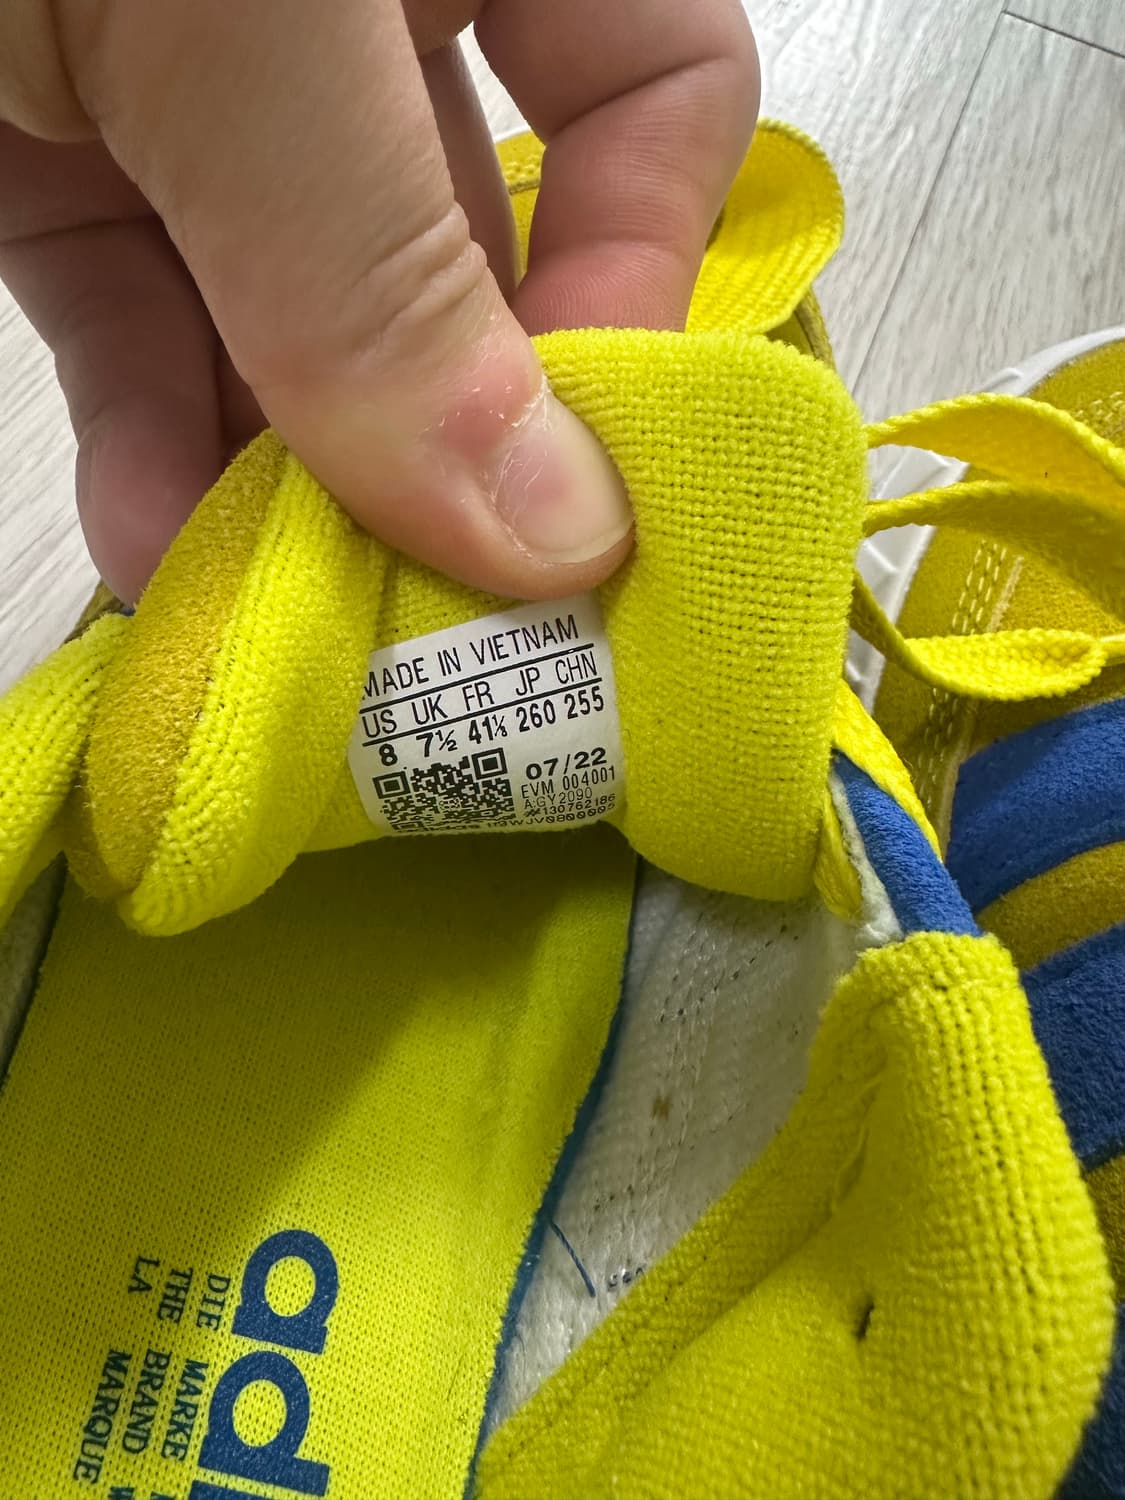 MADE IN VIETNAM
US UK FR JP CHN
8 7½ 41⅓ 260 255
07/22
EVM 004001
A:GY2090
#130762186
adi
DIE MARKE
THE BRAND
LA MARQUE